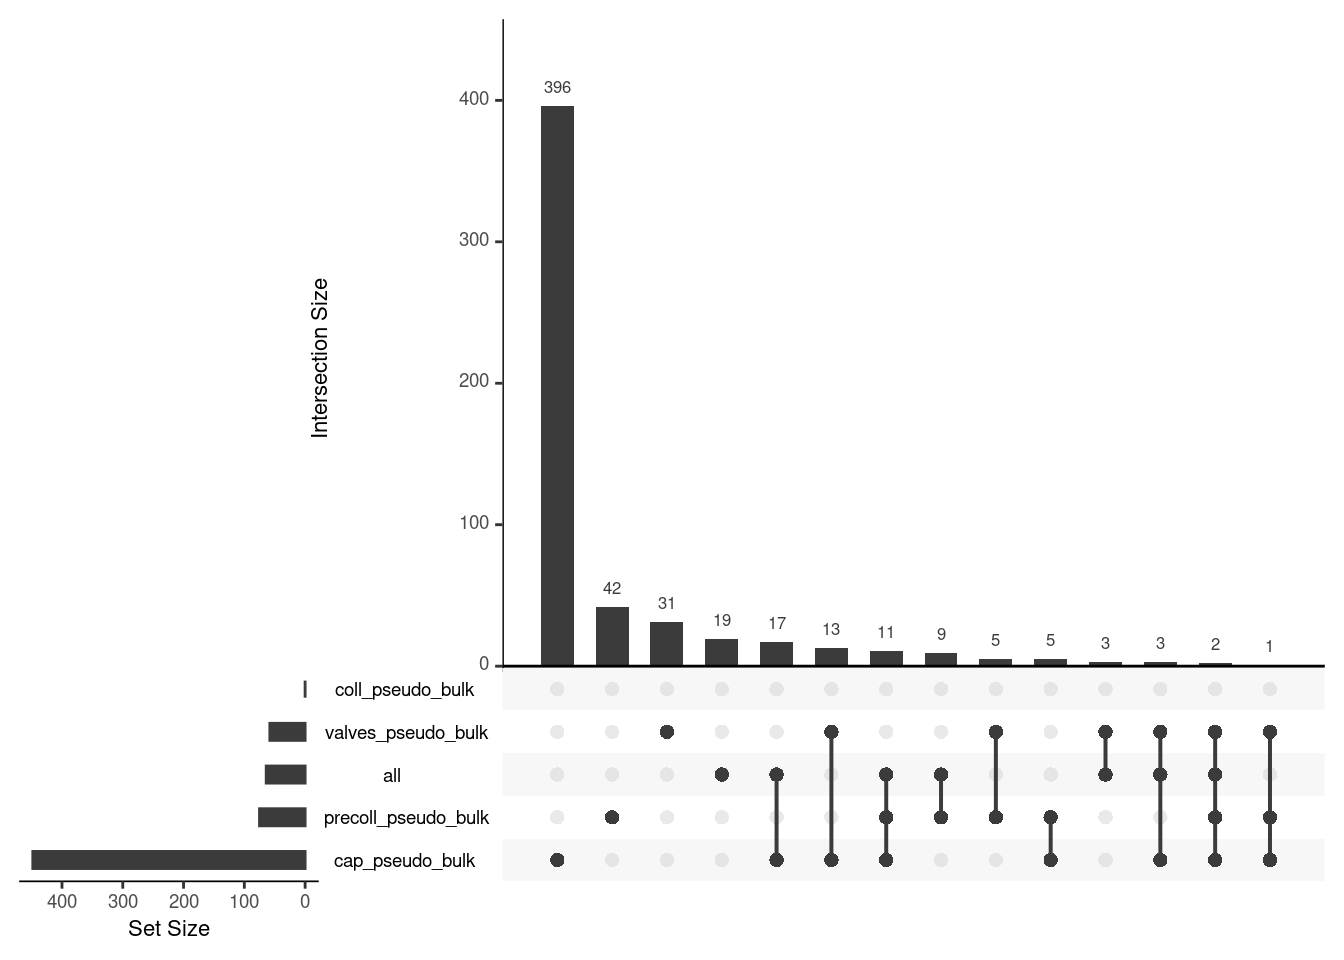 396
400
300
Intersection Size
200
100
42
31
19
17
13
11
9
5
5
3
3
2
1
0
coll_pseudo_bulk
valves_pseudo_bulk
all
precoll_pseudo_bulk
cap_pseudo_bulk
400 300 200 100 0
Set Size